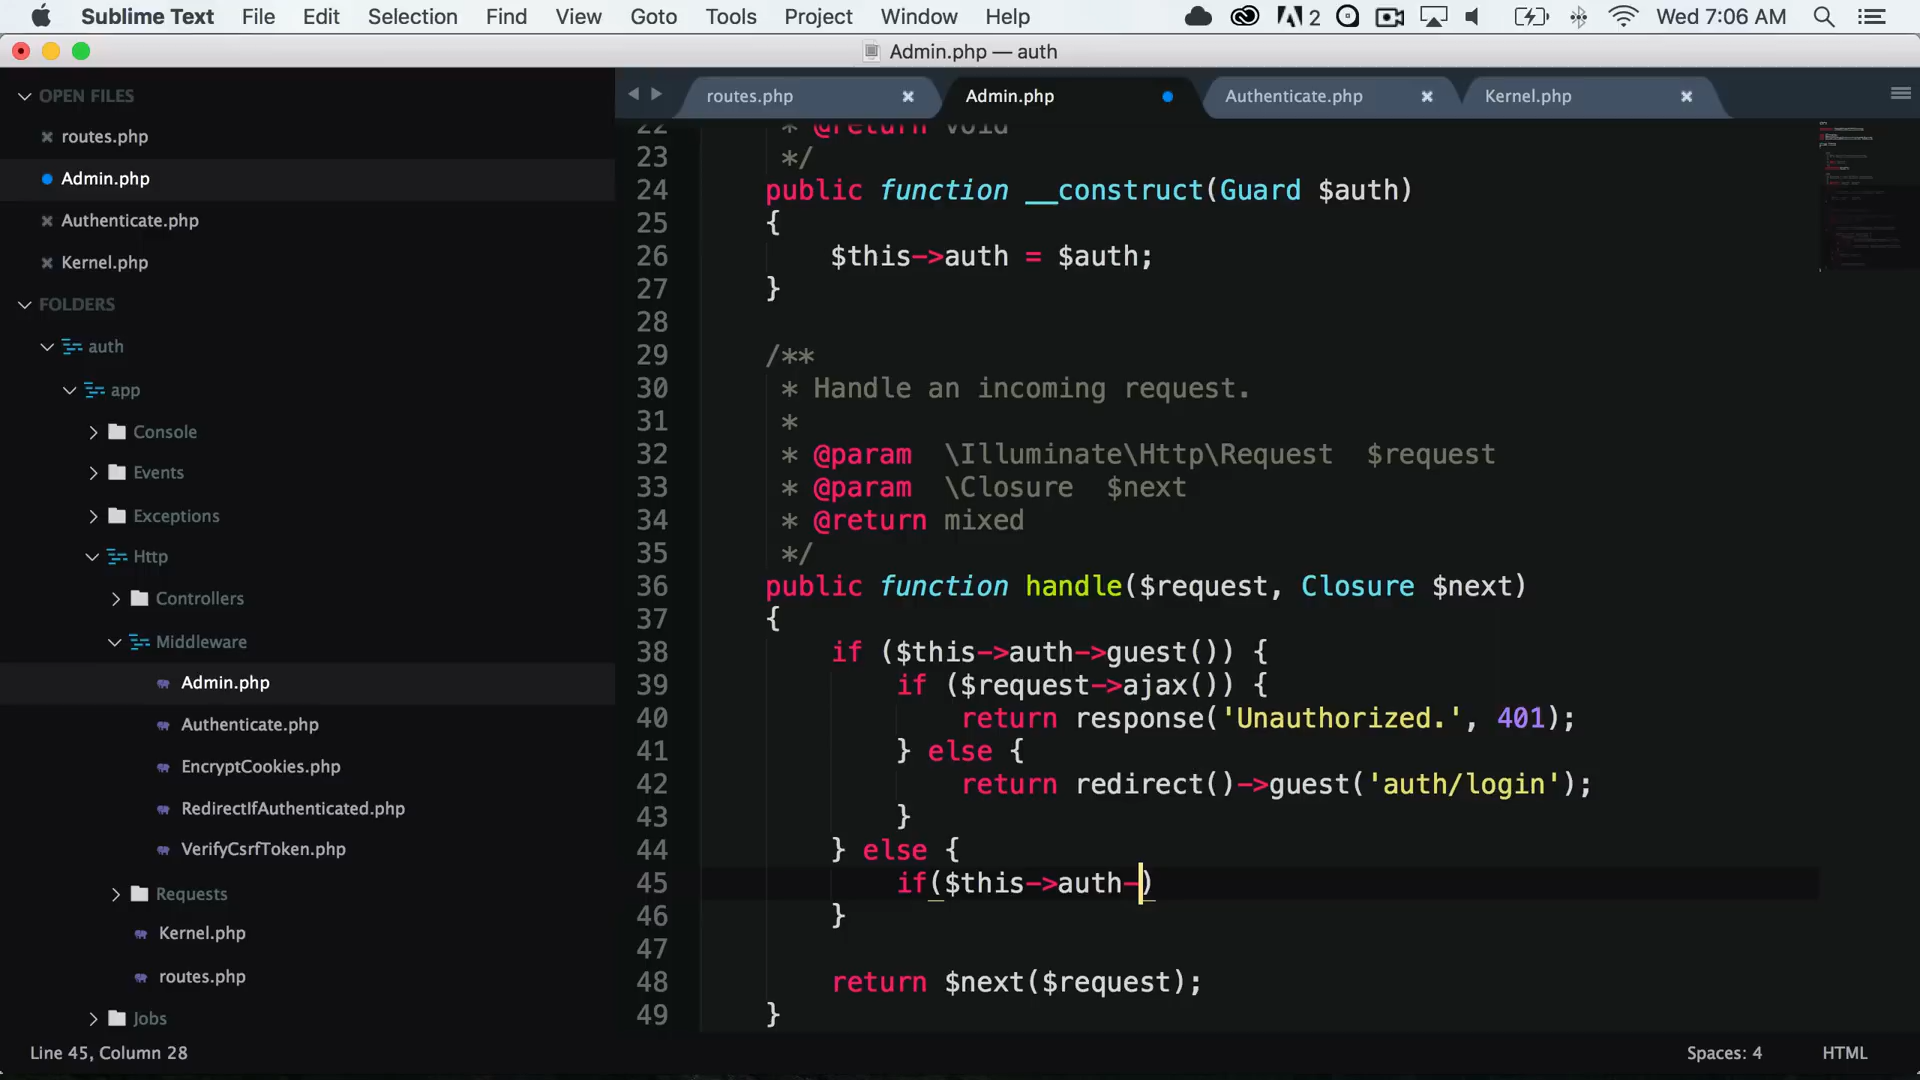 Sublime Text File Edit Selection Find View Goto Tools Project Window Help 2 Wed 7:06 AM
Admin.php — auth
OPEN FILES
routes.php
Admin.php
Authenticate.php
Kernel.php
FOLDERS
auth
app
Console
Events
Exceptions
Http
Controllers
Middleware
Admin.php
Authenticate.php
EncryptCookies.php
RedirectIfAuthenticated.php
VerifyCsrfToken.php
Requests
Kernel.php
routes.php
Jobs
routes.php Admin.php Authenticate.php Kernel.php
22 * @return void
23 */
24 public function __construct(Guard $auth)
25 {
26 $this->auth = $auth;
27 }
28
29 /**
30 * Handle an incoming request.
31 *
32 * @param \Illuminate\Http\Request $request
33 * @param \Closure $next
34 * @return mixed
35 */
36 public function handle($request, Closure $next)
37 {
38 if ($this->auth->guest()) {
39 if ($request->ajax()) {
40 return response('Unauthorized.', 401);
41 } else {
42 return redirect()->guest('auth/login');
43 }
44 } else {
45 if($this->auth-)
46 }
47
48 return $next($request);
49 }
Line 45, Column 28 Spaces: 4 HTML